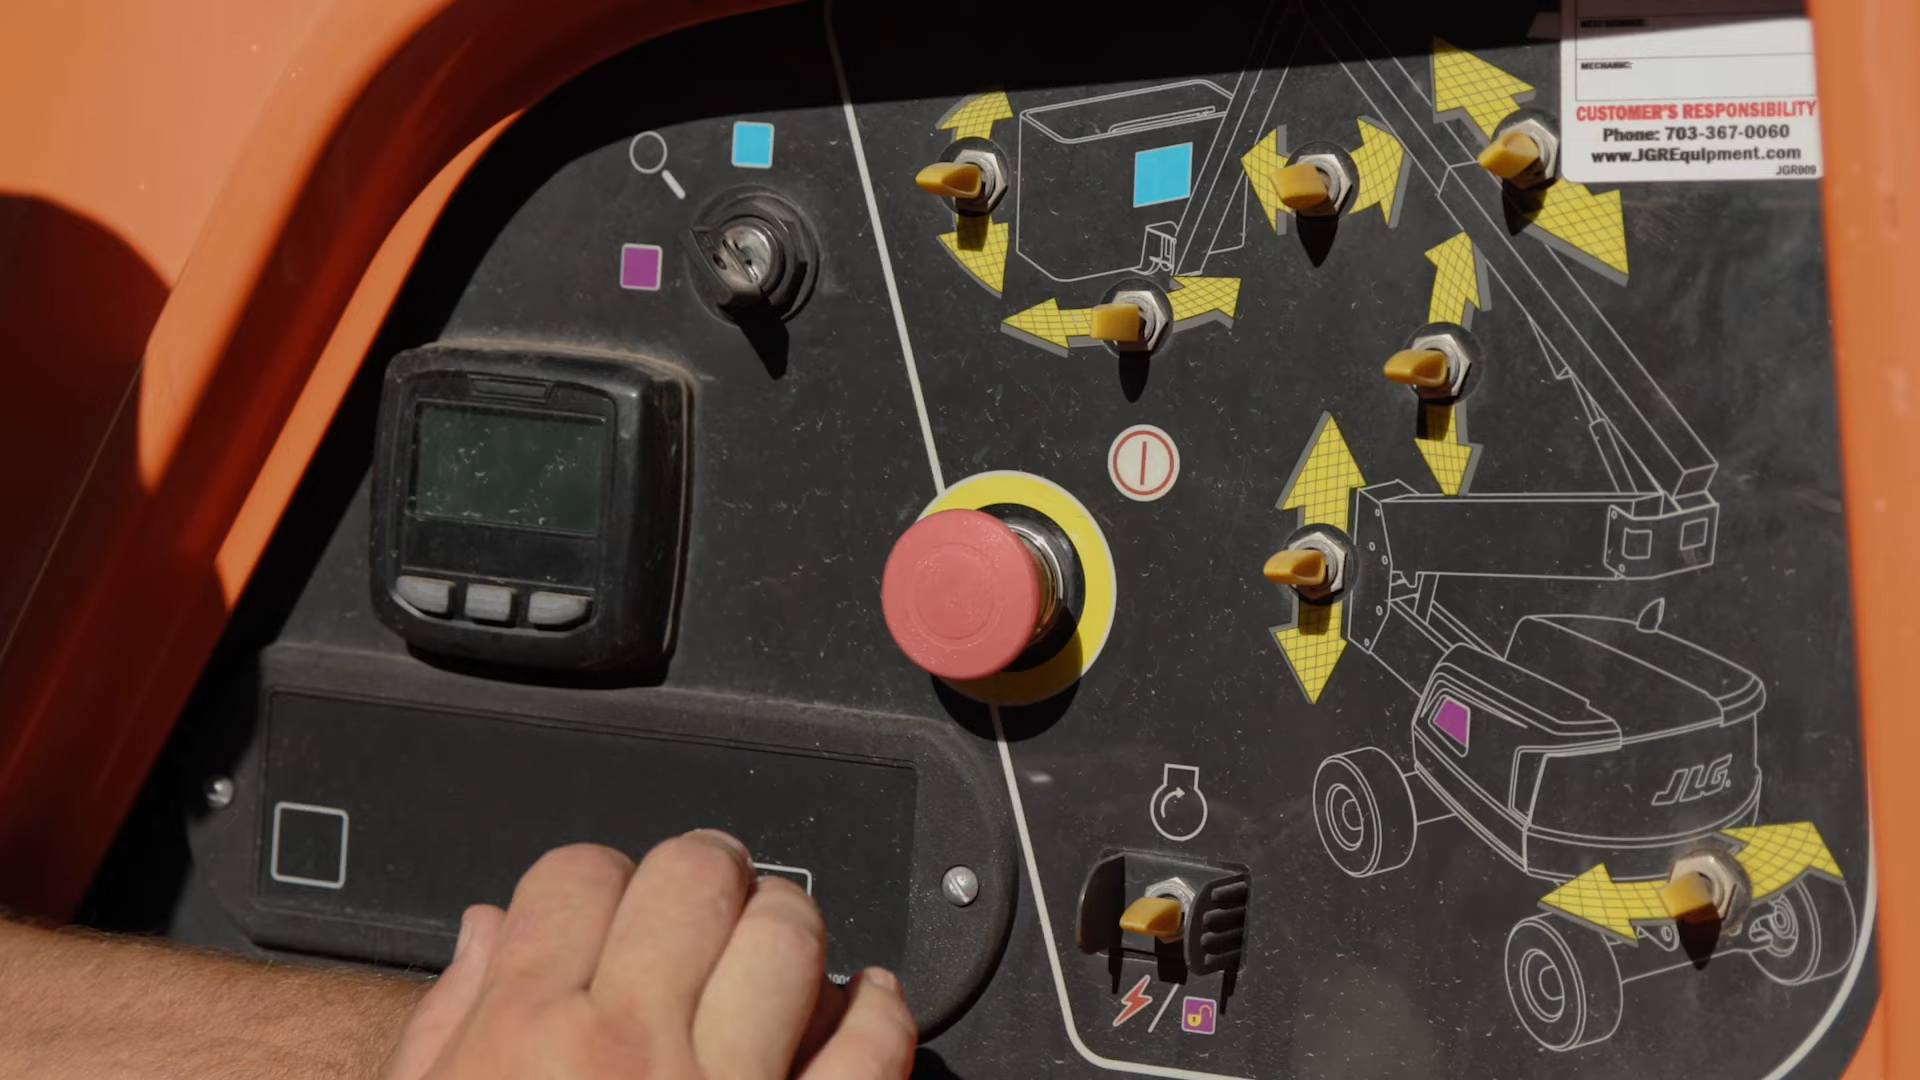 MECHANIC:
CUSTOMER'S RESPONSIBILITY
Phone: 703-367-0060
www.JGREquipment.com
JGR009
JLG